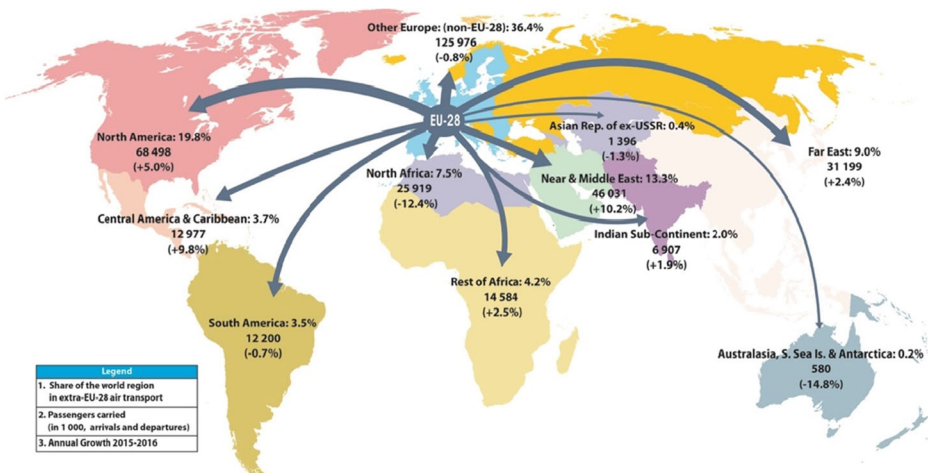 Other Europe: (non-EU-28): 36.4%
125 976
(-0.8%)
EU-28
North America: 19.8%
68 498
(+5.0%)
Asian Rep. of ex-USSR: 0.4%
1 396
(-1.3%)
Far East: 9.0%
31 199
(+2.4%)
North Africa: 7.5%
25 919
(-12.4%)
Near & Middle East: 13.3%
46 031
(+10.2%)
Central America & Caribbean: 3.7%
12 977
(+9.8%)
Indian Sub-Continent: 2.0%
6 907
(+1.9%)
Rest of Africa: 4.2%
14 584
(+2.5%)
South America: 3.5%
12 200
(-0.7%)
Australasia, S. Sea Is. & Antarctica: 0.2%
580
(-14.8%)
Legend
1. Share of the world region
in extra-EU-28 air transport
2. Passengers carried
(in 1 000, arrivals and departures)
3. Annual Growth 2015-2016